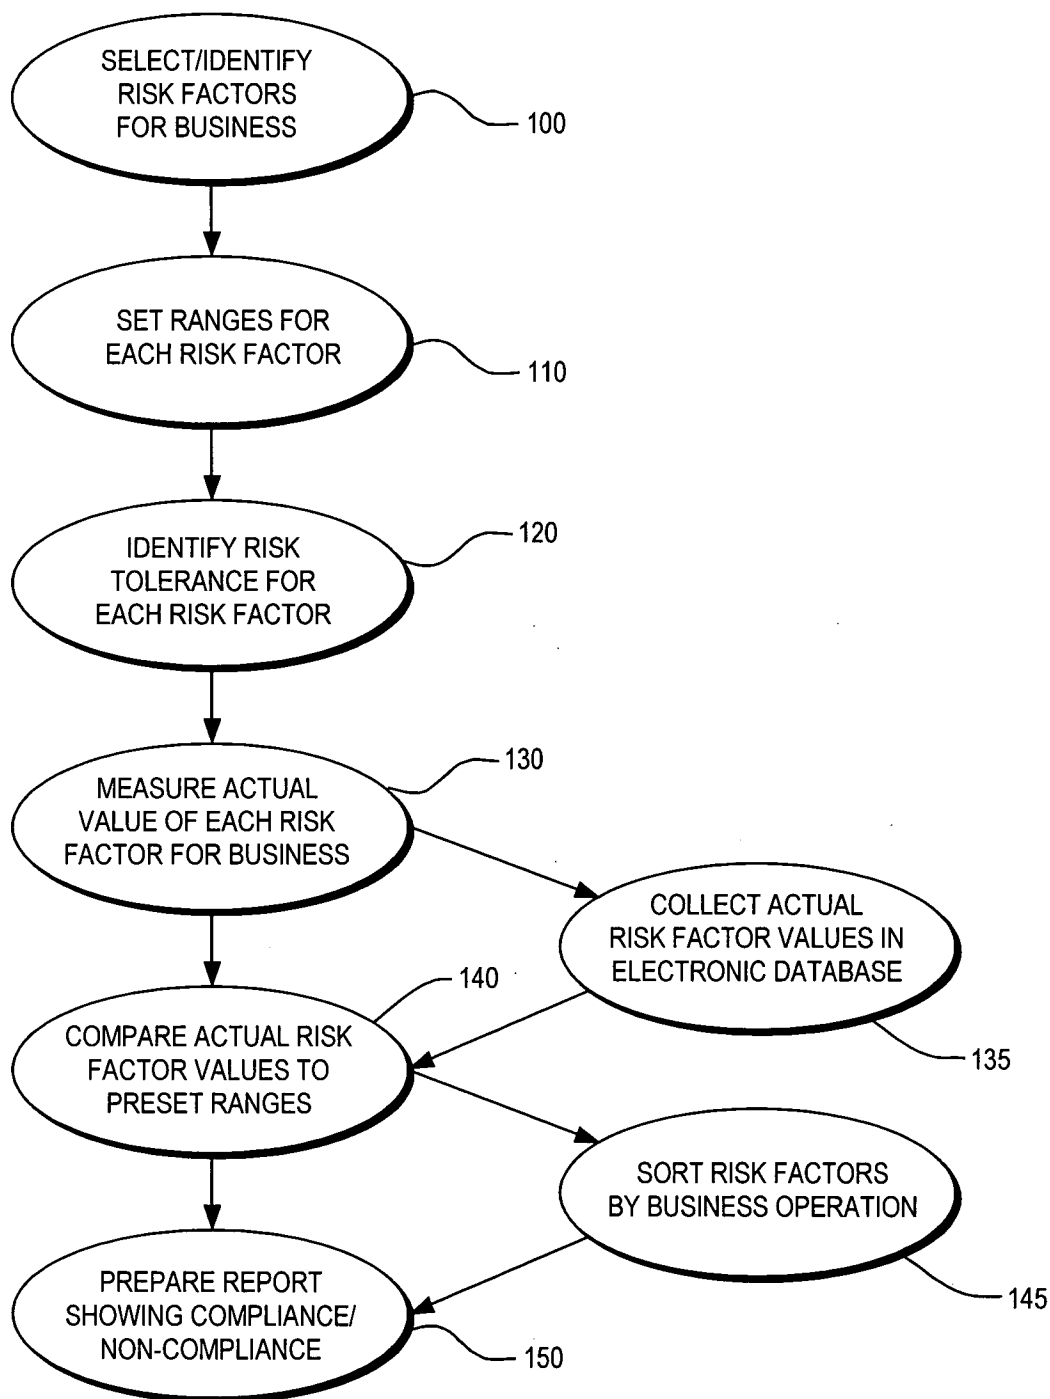 SELECT/IDENTIFY
RISK FACTORS
FOR BUSINESS
100
SET RANGES FOR
EACH RISK FACTOR
110
IDENTIFY RISK
TOLERANCE FOR
EACH RISK FACTOR
120
MEASURE ACTUAL
VALUE OF EACH RISK
FACTOR FOR BUSINESS
130
COLLECT ACTUAL
RISK FACTOR VALUES IN
ELECTRONIC DATABASE
135
COMPARE ACTUAL RISK
FACTOR VALUES TO
PRESET RANGES
140
SORT RISK FACTORS
BY BUSINESS OPERATION
145
PREPARE REPORT
SHOWING COMPLIANCE/
NON-COMPLIANCE
150